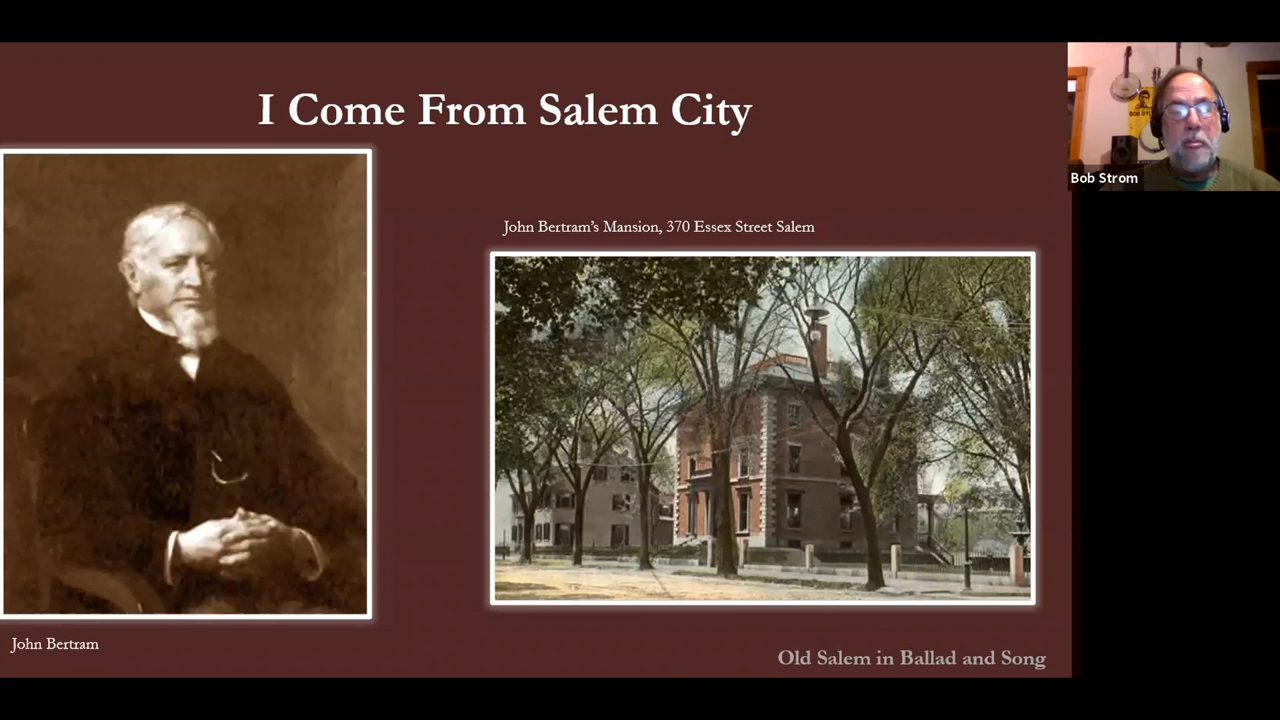 I Come From Salem City
Bob Strom
John Bertram's Mansion, 370 Essex Street Salem
John Bertram
Old Salem in Ballad and Song